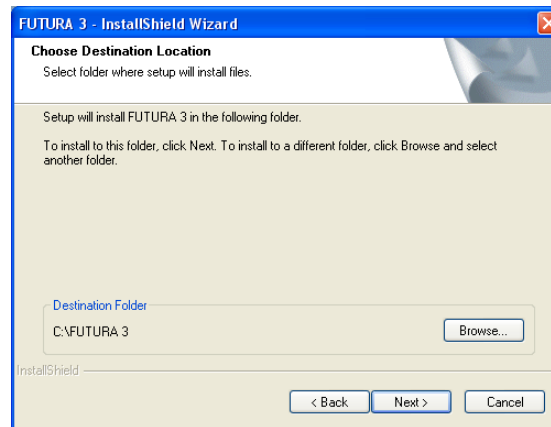 FUTURA 3 - InstallShield Wizard
Choose Destination Location
Select folder where setup will install files.
Setup will install FUTURA 3 in the following folder.
To install to this folder, click Next. To install to a different folder, click Browse and select
another folder.
Destination Folder
C:\FUTURA 3
Browse...
InstallShield
< Back
Next >
Cancel